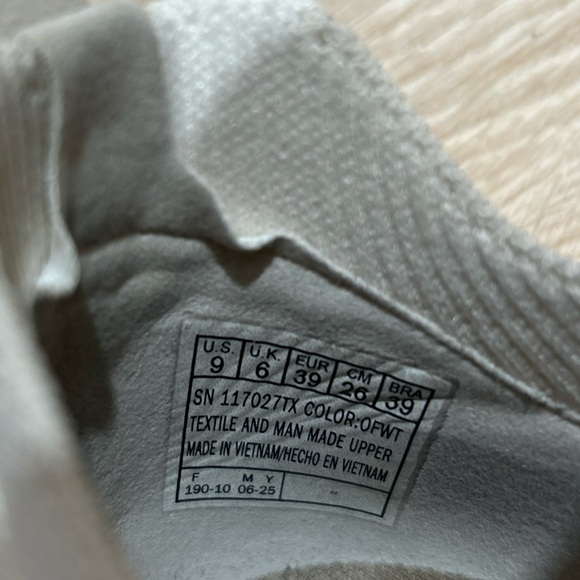 U.S. U.K. EUR CM BRA
9 6 39 26 39
SN 117027TX COLOR:OFWT
TEXTILE AND MAN MADE UPPER
MADE IN VIETNAM/HECHO EN VIETNAM
F M Y
190-10 06-25